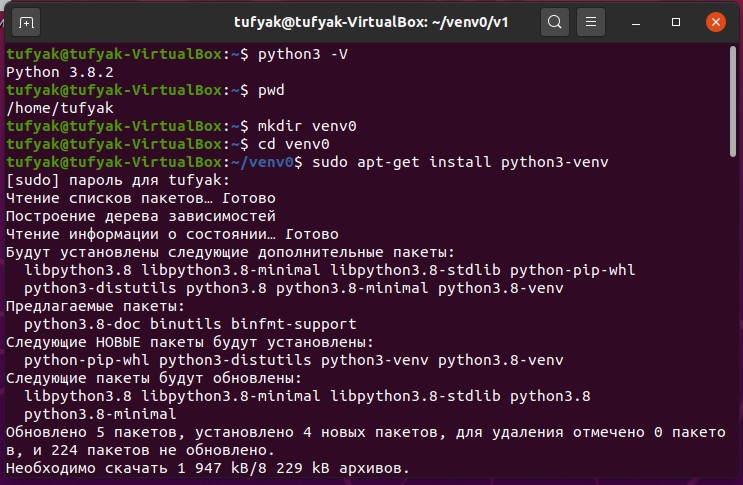 tufyak@tufyak-VirtualBox: ~/venv0/v1
tufyak@tufyak-VirtualBox:~$ python3 -V
Python 3.8.2
tufyak@tufyak-VirtualBox:~$ pwd
/home/tufyak
tufyak@tufyak-VirtualBox:~$ mkdir venv0
tufyak@tufyak-VirtualBox:~$ cd venv0
tufyak@tufyak-VirtualBox:~/venv0$ sudo apt-get install python3-venv
[sudo] пароль для tufyak:
Чтение списков пакетов… Готово
Построение дерева зависимостей
Чтение информации о состоянии… Готово
Будут установлены следующие дополнительные пакеты:
  libpython3.8 libpython3.8-minimal libpython3.8-stdlib python-pip-whl
  python3-distutils python3.8 python3.8-minimal python3.8-venv
Предлагаемые пакеты:
  python3.8-doc binutils binfmt-support
Следующие НОВЫЕ пакеты будут установлены:
  python-pip-whl python3-distutils python3-venv python3.8-venv
Следующие пакеты будут обновлены:
  libpython3.8 libpython3.8-minimal libpython3.8-stdlib python3.8
  python3.8-minimal
Обновлено 5 пакетов, установлено 4 новых пакетов, для удаления отмечено 0 пакето
в, и 224 пакетов не обновлено.
Необходимо скачать 1 947 kB/8 229 kB архивов.